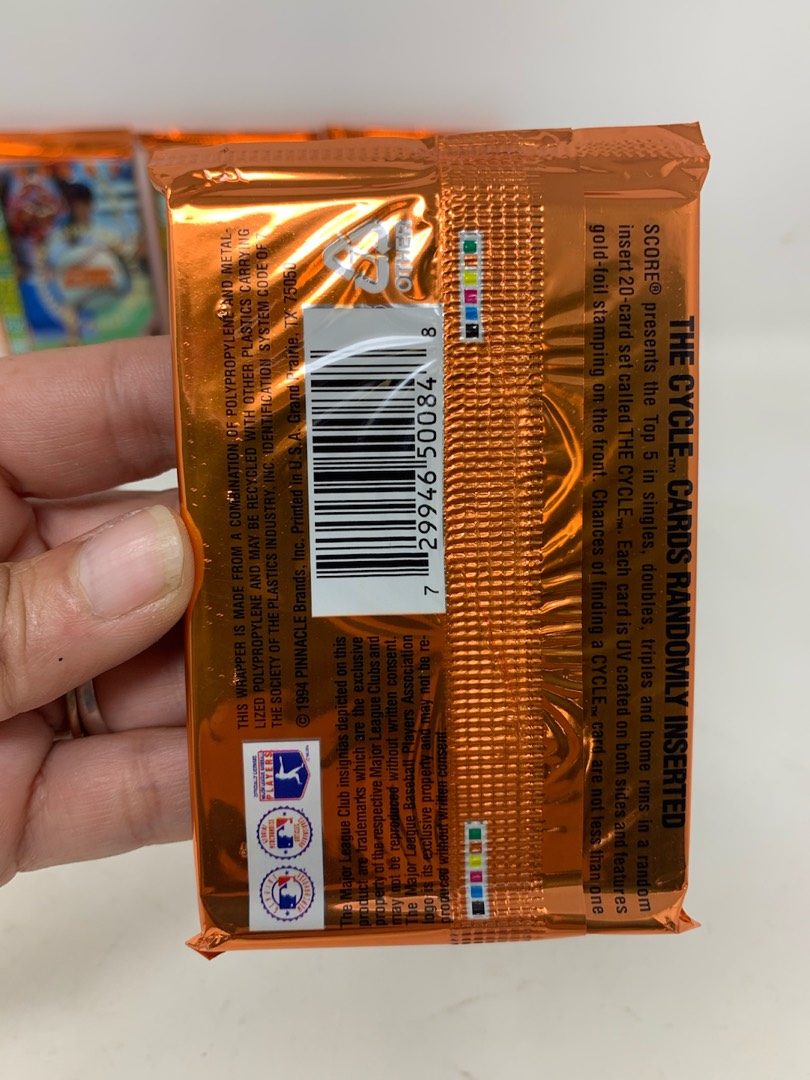 THE CYCLE™ CARDS RANDOMLY INSERTED
SCORE® presents the Top 5 in singles, doubles, triples and home runs in a random
insert 20-card set called THE CYCLE™. Each card is UV coated on both sides and features
gold-foil stamping on the front. Chances of finding a CYCLE™ card are not less than one
OTHER
7 29946 50084 8
THIS WRAPPER IS MADE FROM A COMBINATION OF POLYPROPYLENE AND METAL-
LIZED POLYPROPYLENE AND MAY BE RECYCLED WITH OTHER PLASTICS CARRYING
THE SOCIETY OF THE PLASTICS INDUSTRY, INC. IDENTIFICATION SYSTEM CODE OF 7.
© 1994 PINNACLE Brands, Inc. Printed in U.S.A. Grand Prairie, TX 75050
MAJOR LEAGUE BASEBALL
PLAYERS
The Major League Club insignias depicted on this
product are trademarks which are the exclusive
property of the respective Major League Clubs and
may not be reproduced without written consent.
The Major League Baseball Players Association
logo is its exclusive property and may not be re-
produced without written consent.